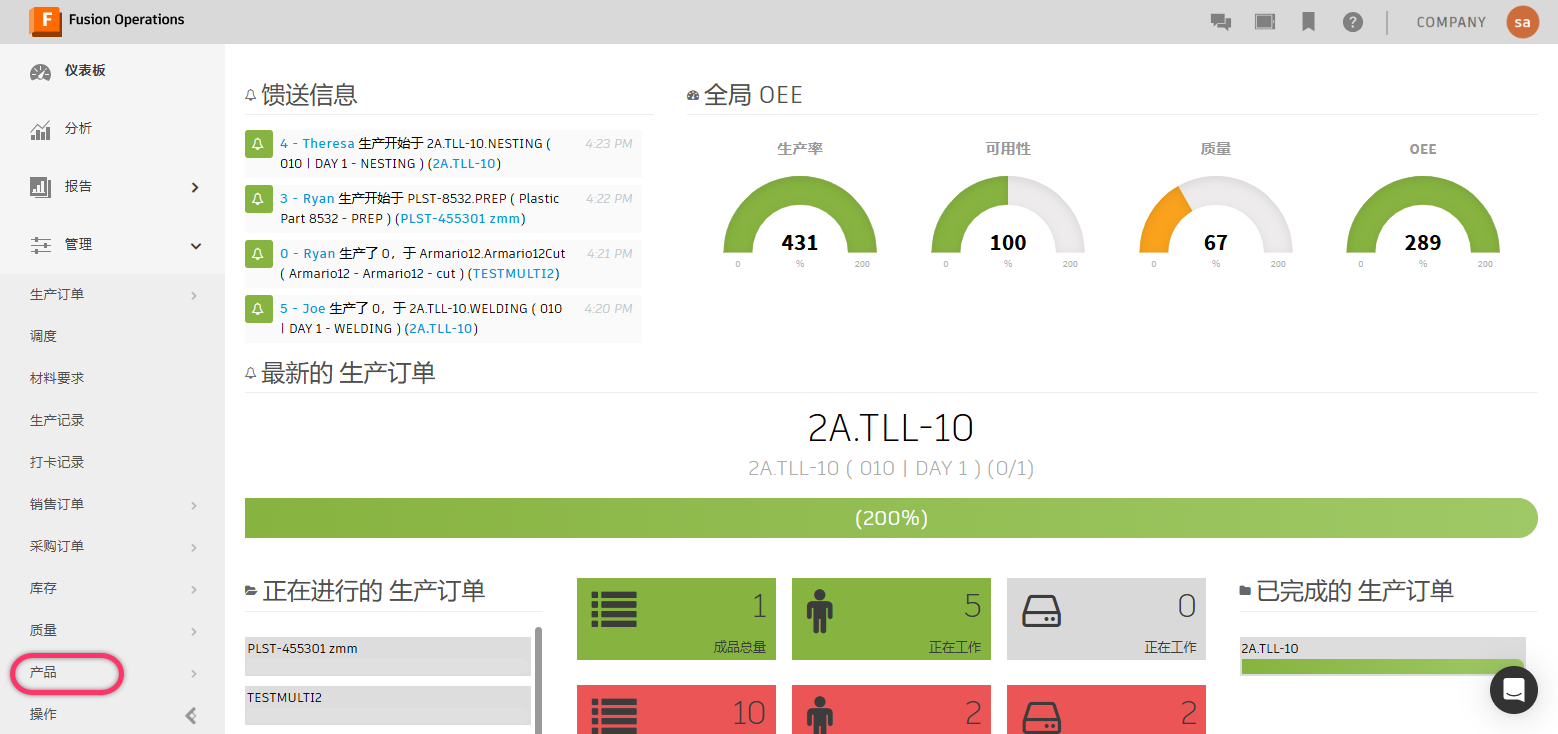 F Fusion Operations
? COMPANY sa
仪表板
分析
报告
管理
生产订单
调度
材料要求
生产记录
打卡记录
销售订单
采购订单
库存
质量
产品
操作
馈送信息
4 - Theresa 生产开始于 2A.TLL-10.NESTING ( 4:23 PM
010 | DAY 1 - NESTING ) (2A.TLL-10)
3 - Ryan 生产开始于 PLST-8532.PREP ( Plastic 4:22 PM
Part 8532 - PREP ) (PLST-455301 zmm)
0 - Ryan 生产了 0，于 Armario12.Armario12Cut 4:21 PM
( Armario12 - Armario12 - cut ) (TESTMULTI2)
5 - Joe 生产了 0，于 2A.TLL-10.WELDING ( 010 4:20 PM
| DAY 1 - WELDING ) (2A.TLL-10)
全局 OEE
生产率 可用性 质量 OEE
431 100 67 289
0 % 200 0 % 200 0 % 200 0 % 200
最新的 生产订单
2A.TLL-10
2A.TLL-10 ( 010 | DAY 1 ) (0/1)
(200%)
正在进行的 生产订单
PLST-455301 zmm
TESTMULTI2
1
成品总量
5
正在工作
0
正在工作
10
2
2
已完成的 生产订单
2A.TLL-10